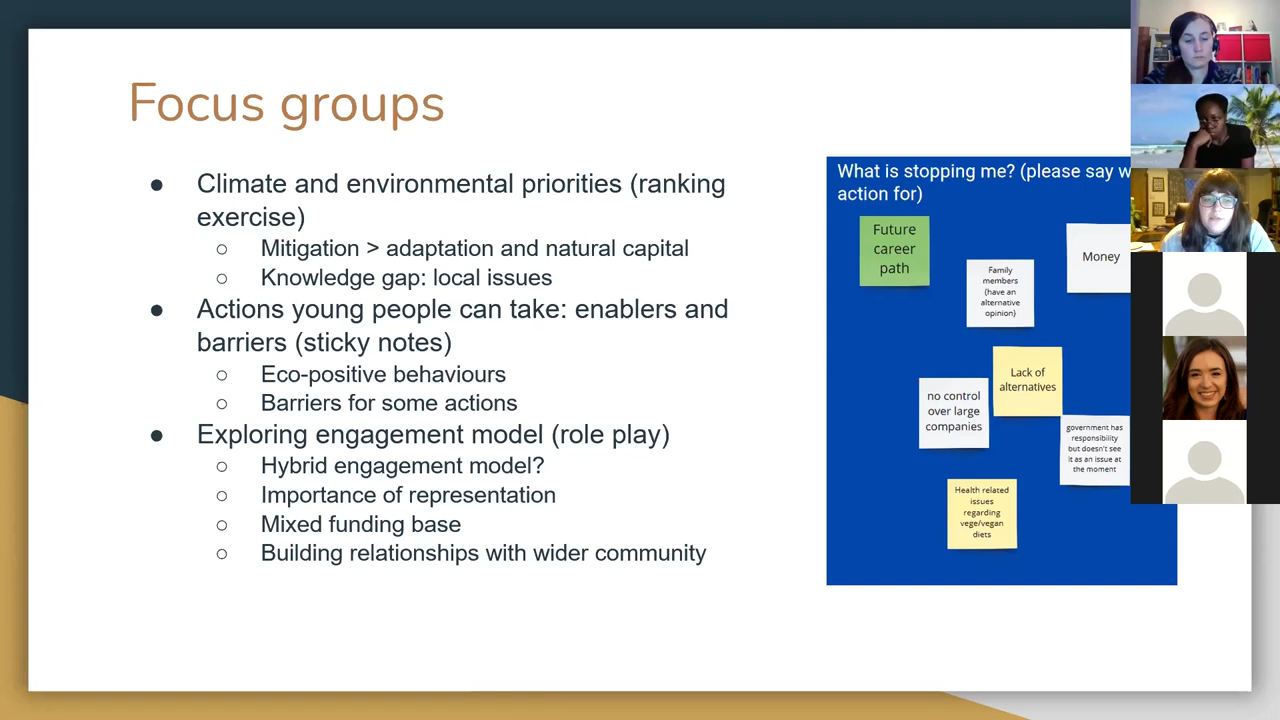 Focus groups
● Climate and environmental priorities (ranking
exercise)
○ Mitigation > adaptation and natural capital
○ Knowledge gap: local issues
● Actions young people can take: enablers and
barriers (sticky notes)
○ Eco-positive behaviours
○ Barriers for some actions
● Exploring engagement model (role play)
○ Hybrid engagement model?
○ Importance of representation
○ Mixed funding base
○ Building relationships with wider community
What is stopping me? (please say
action for)
Future
career
path
Family
members
(have an
alternative
opinion)
Money
Lack of
alternatives
no control
over large
companies
government has
responsibility
but doesn't see
it as an issue at
the moment
Health related
issues
regarding
vege/vegan
diets